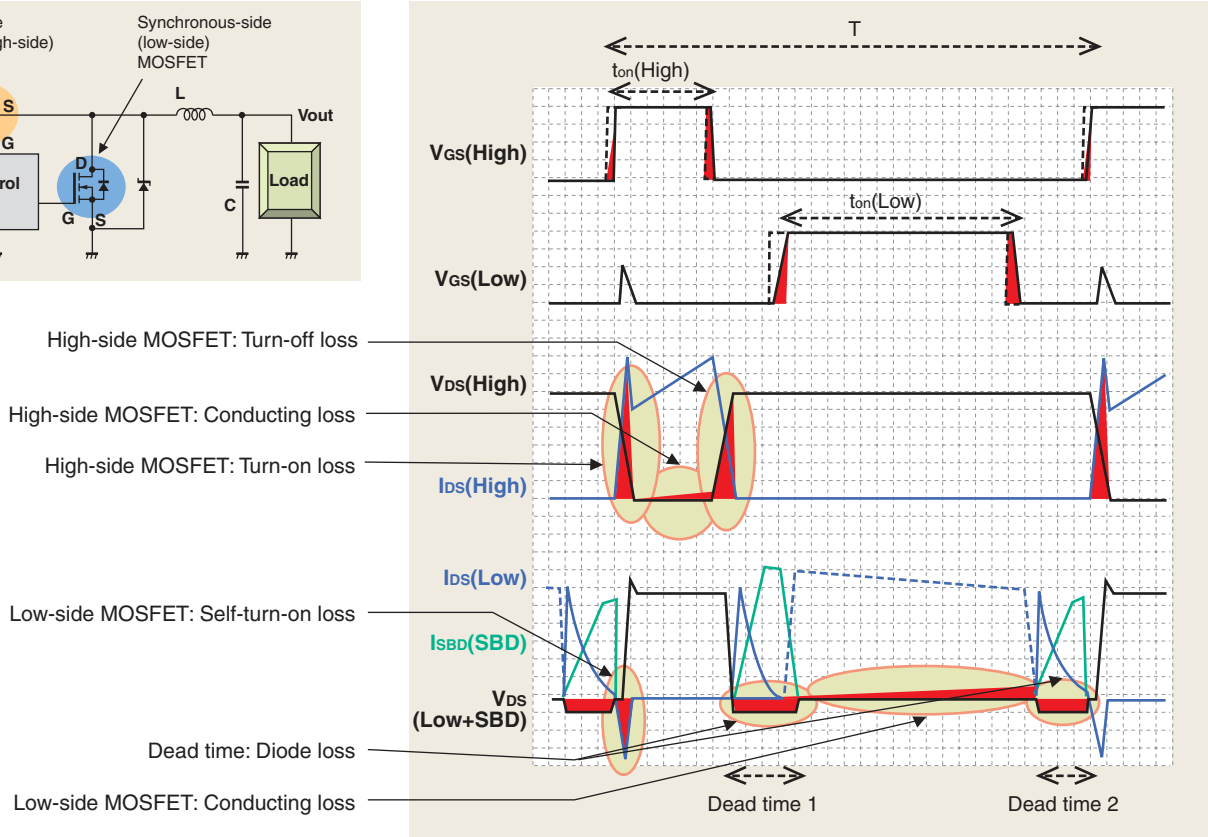 Synchronous-side
(low-side)
MOSFET
S
G
L
Vout
D
G
S
C
Load
T
ton(High)
VGS(High)
ton(Low)
VGS(Low)
High-side MOSFET: Turn-off loss
VDS(High)
High-side MOSFET: Conducting loss
High-side MOSFET: Turn-on loss
IDS(High)
IDS(Low)
Low-side MOSFET: Self-turn-on loss
ISBD(SBD)
VDS
(Low+SBD)
Dead time: Diode loss
Low-side MOSFET: Conducting loss
Dead time 1
Dead time 2